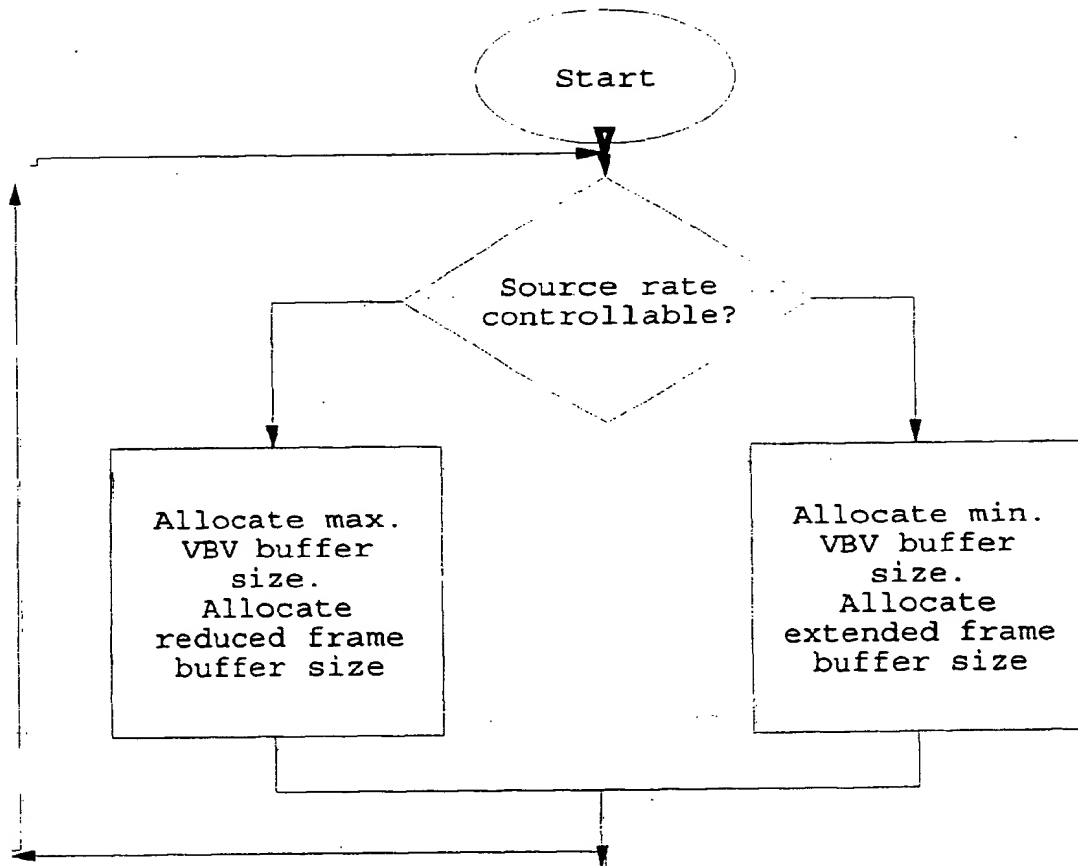 Start
Source rate
controllable?
Allocate max.
VBV buffer
size.
Allocate
reduced frame
buffer size
Allocate min.
VBV buffer
size.
Allocate
extended frame
buffer size